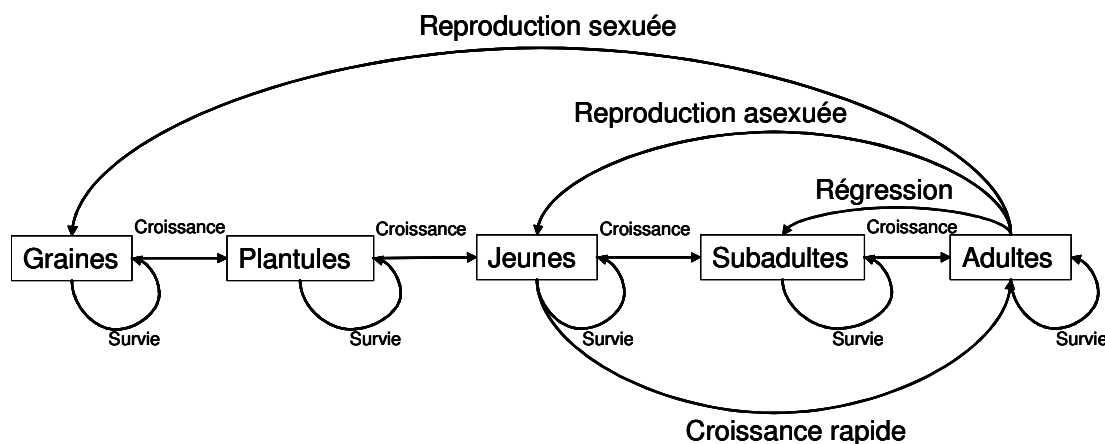 Reproduction sexuée
Reproduction asexuée
Régression
Croissance
Croissance
Croissance
Croissance
Graines
Plantules
Jeunes
Subadultes
Adultes
Survie
Survie
Survie
Survie
Survie
Croissance rapide